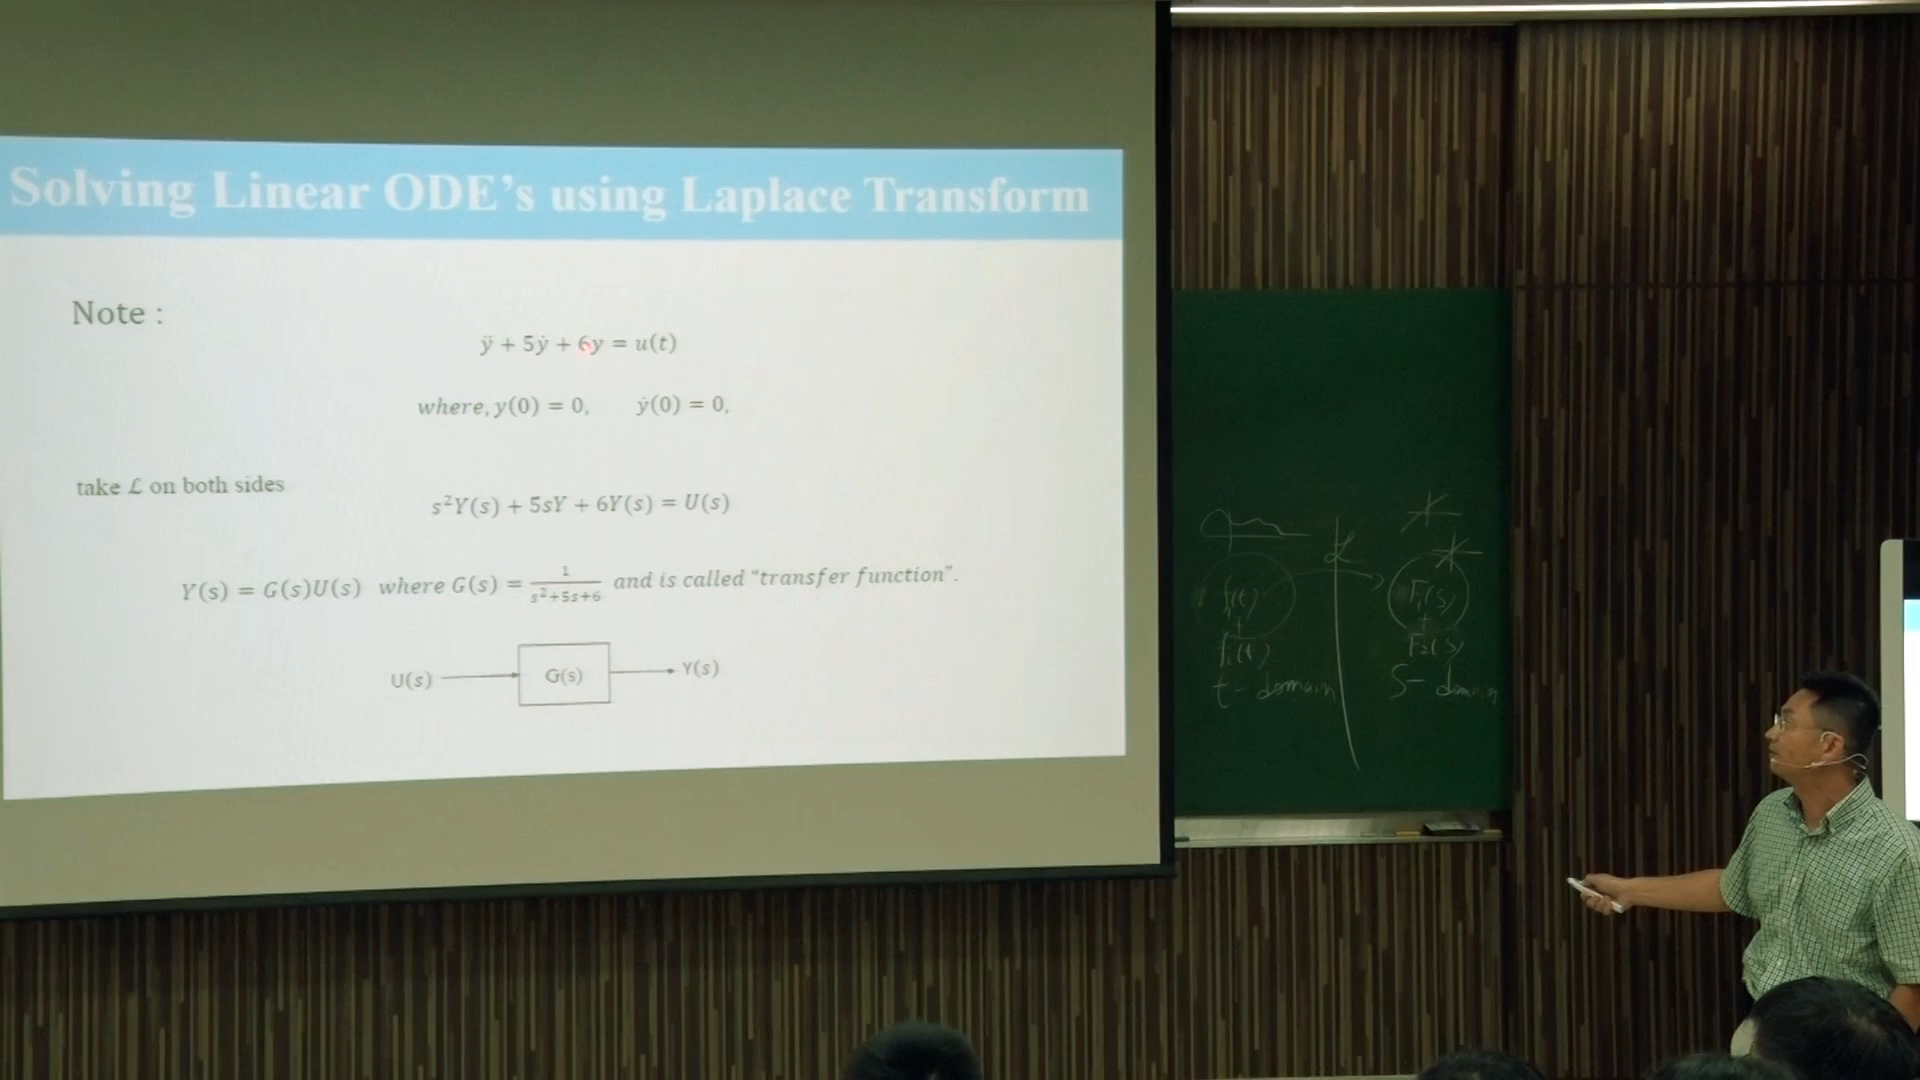 Solving Linear ODE's using Laplace Transform
Note :
ÿ + 5ẏ + 6y = u(t)
where, y(0) = 0, ẏ(0) = 0,
take ℒ on both sides
s²Y(s) + 5sY + 6Y(s) = U(s)
Y(s) = G(s)U(s) where G(s) = 1/(s²+5s+6) and is called "transfer function".
U(s) G(s) Y(s)
ℒ
f₁(t) F₁(s)
+ +
f₂(t) F₂(s)
t - domain S - domain